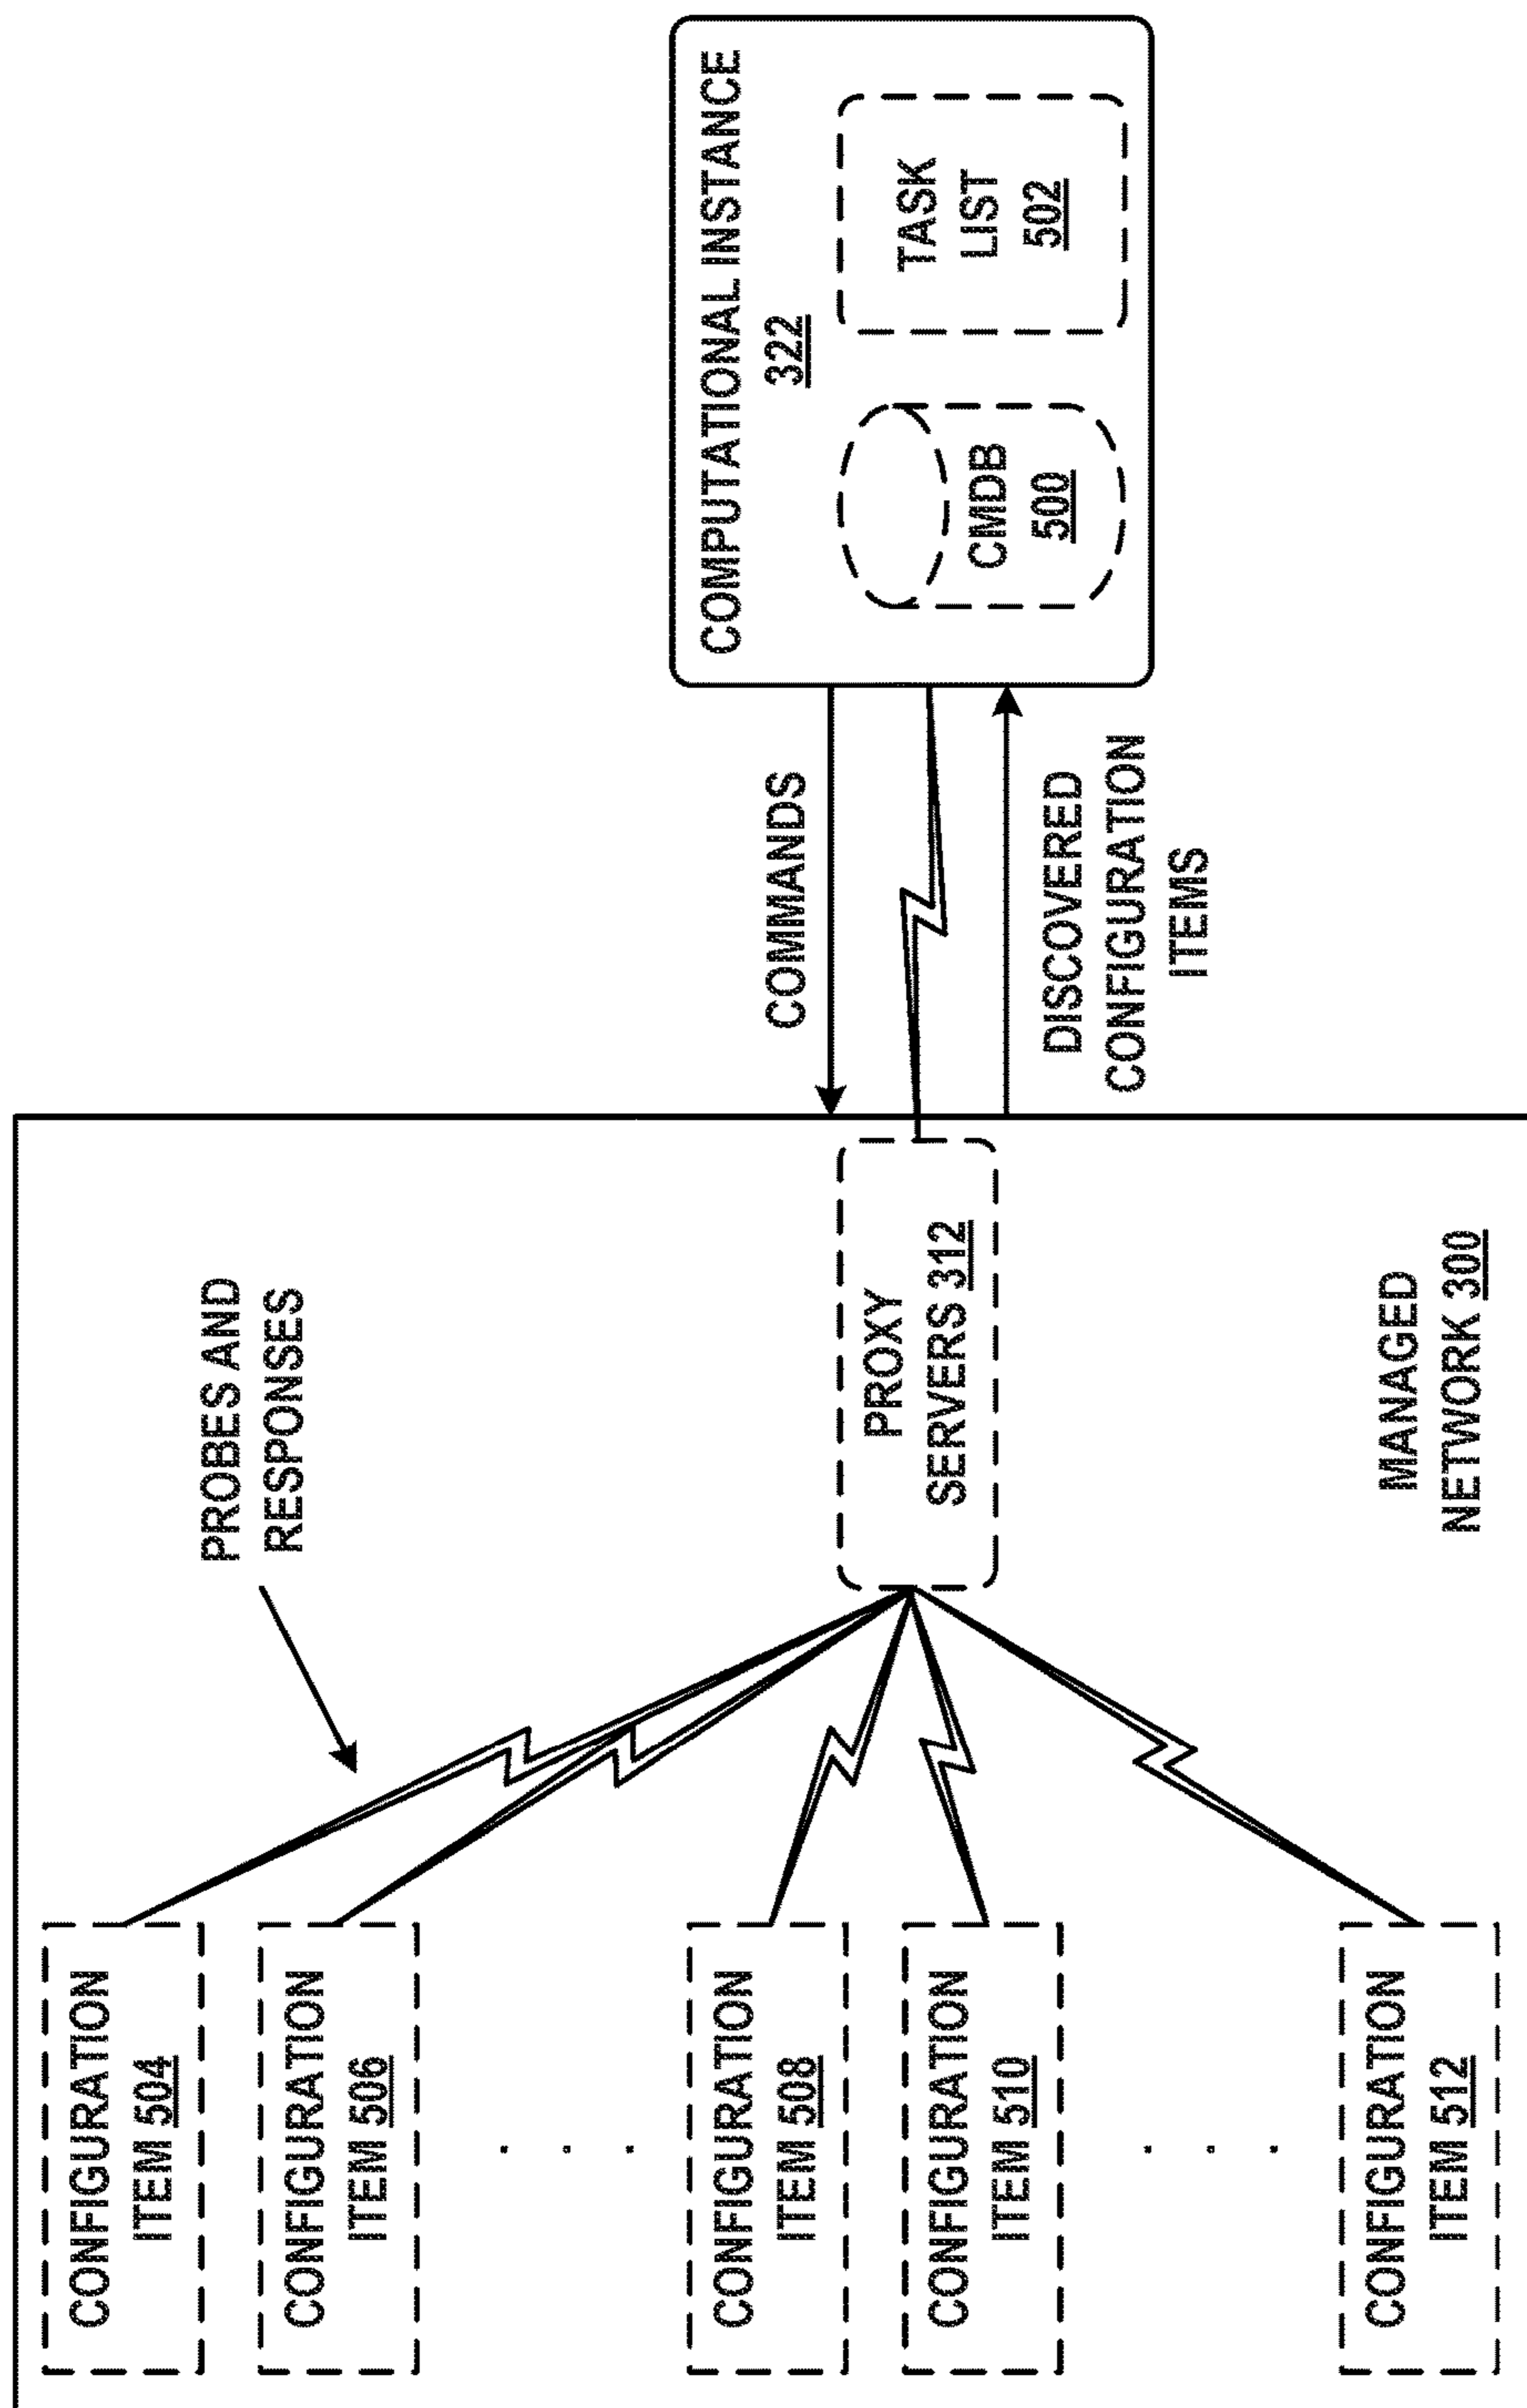 COMPUTATIONAL INSTANCE
322
CMDB
500
TASK
LIST
502
COMMANDS
DISCOVERED
CONFIGURATION
ITEMS
PROBES AND
RESPONSES
PROXY
SERVERS 312
MANAGED
NETWORK 300
CONFIGURATION
ITEM 504
CONFIGURATION
ITEM 506
. . .
CONFIGURATION
ITEM 508
CONFIGURATION
ITEM 510
. . .
CONFIGURATION
ITEM 512